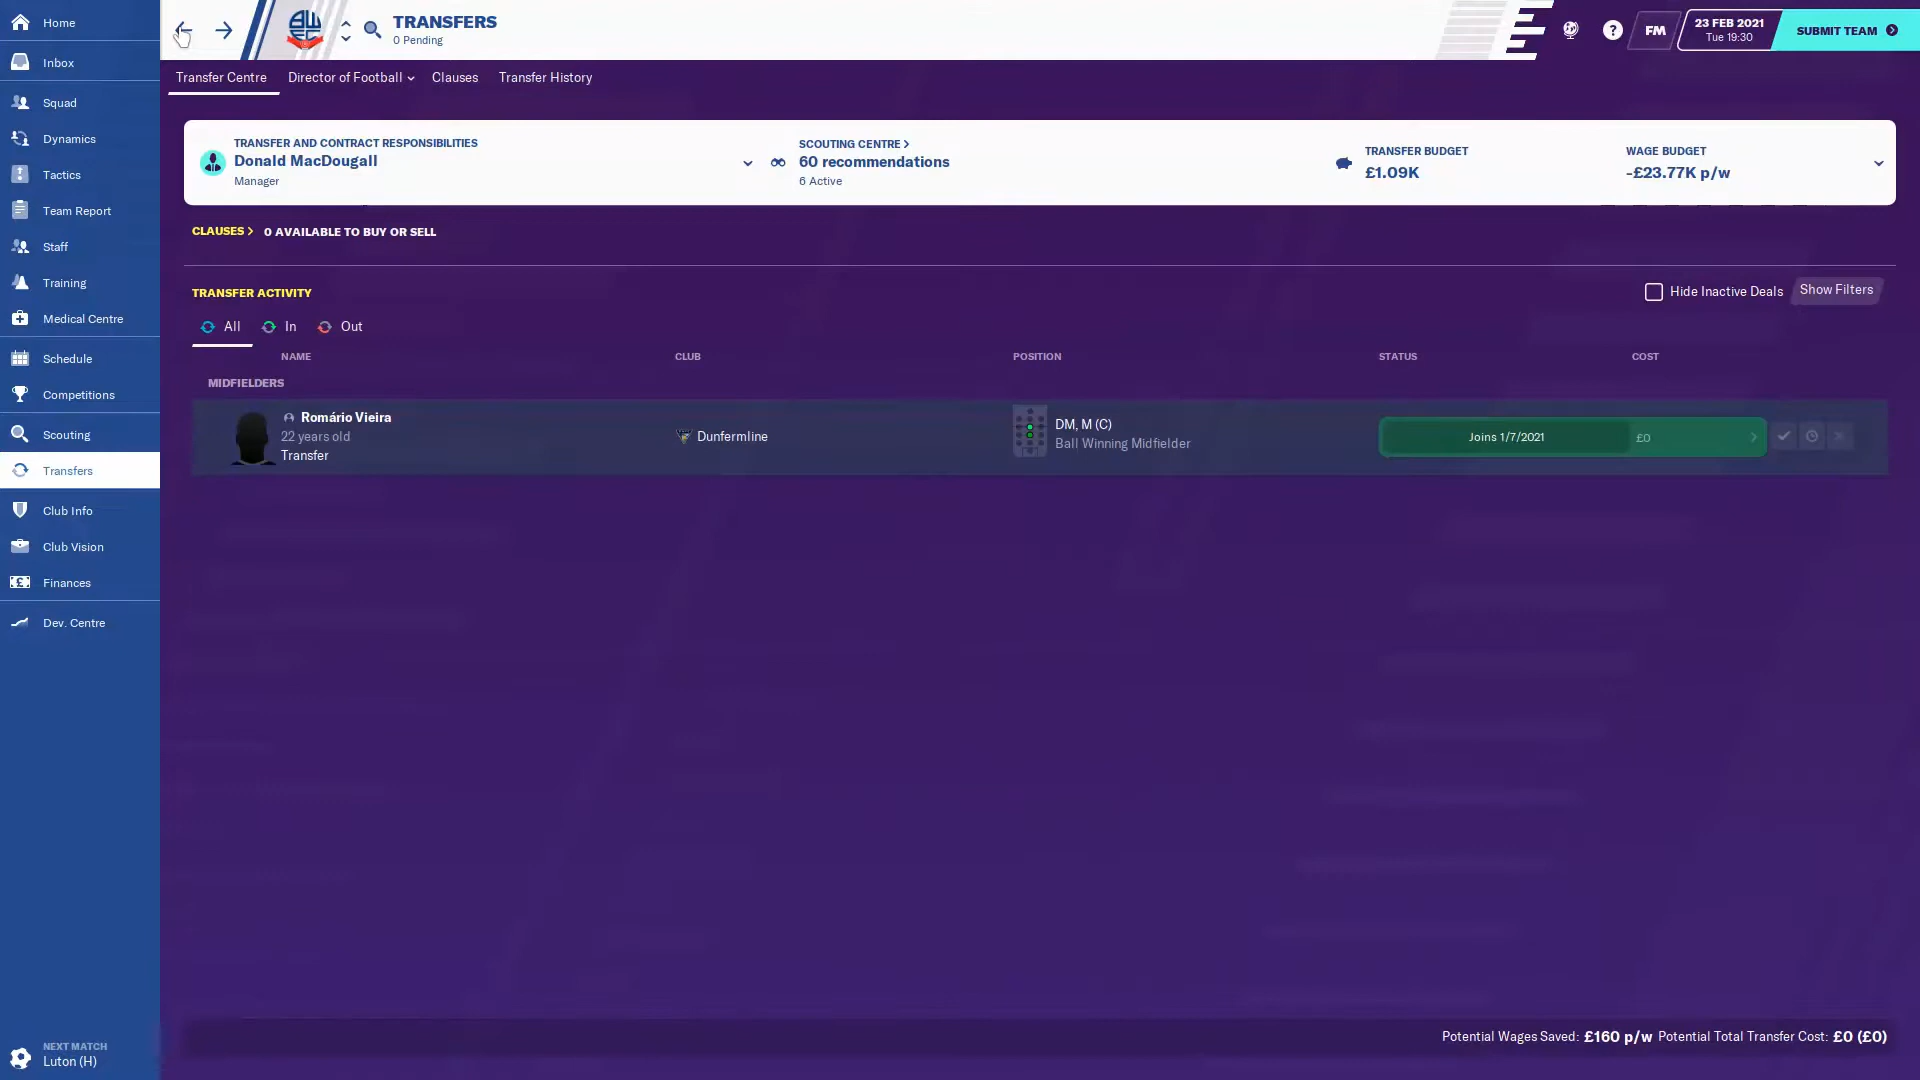 Home
Inbox
Squad
Dynamics
Tactics
Team Report
Staff
Training
Medical Centre
Schedule
Competitions
Scouting
Transfers
Club Info
Club Vision
Finances
Dev. Centre
NEXT MATCH
Luton (H)
TRANSFERS
0 Pending
FM
23 FEB 2021
Tue 19:30
SUBMIT TEAM
Transfer Centre
Director of Football
Clauses
Transfer History
TRANSFER AND CONTRACT RESPONSIBILITIES
Donald MacDougall
Manager
SCOUTING CENTRE >
60 recommendations
6 Active
TRANSFER BUDGET
£1.09K
WAGE BUDGET
-£23.77K p/w
CLAUSES > 0 AVAILABLE TO BUY OR SELL
TRANSFER ACTIVITY
Hide Inactive Deals
Show Filters
All In Out
NAME CLUB POSITION STATUS COST
MIDFIELDERS
Romário Vieira
22 years old
Transfer
Dunfermline
DM, M (C)
Ball Winning Midfielder
Joins 1/7/2021
£0
Potential Wages Saved: £160 p/w Potential Total Transfer Cost: £0 (£0)